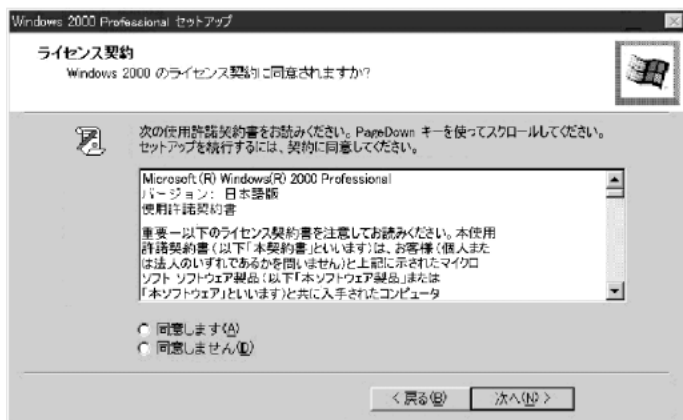 Windows 2000 Professional セットアップ
ライセンス契約
Windows 2000 のライセンス契約に同意されますか?
次の使用許諾契約書をお読みください。PageDown キーを使ってスクロールしてください。
セットアップを続行するには、契約に同意してください。
Microsoft(R) Windows(R) 2000 Professional
バージョン: 日本語版
使用許諾契約書
重要－以下のライセンス契約書を注意してお読みください。本使用
許諾契約書(以下「本契約書」といいます)は、お客様(個人また
は法人のいずれであるかを問いません)と上記に示されたマイクロ
ソフト ソフトウェア製品(以下「本ソフトウェア製品」または
「本ソフトウェア」といいます)と共に入手されたコンピュータ
同意します(A)
同意しません(D)
< 戻る(B)
次へ(N) >